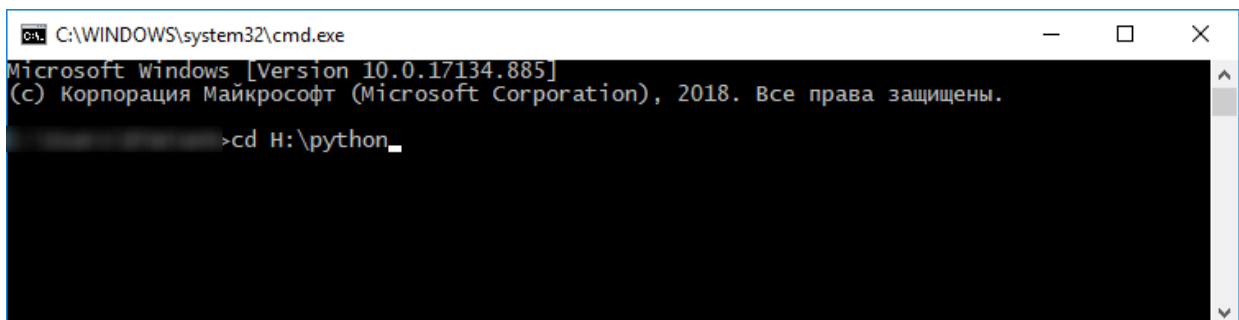 C:\WINDOWS\system32\cmd.exe
Microsoft Windows [Version 10.0.17134.885]
(c) Корпорация Майкрософт (Microsoft Corporation), 2018. Все права защищены.
>cd H:\python